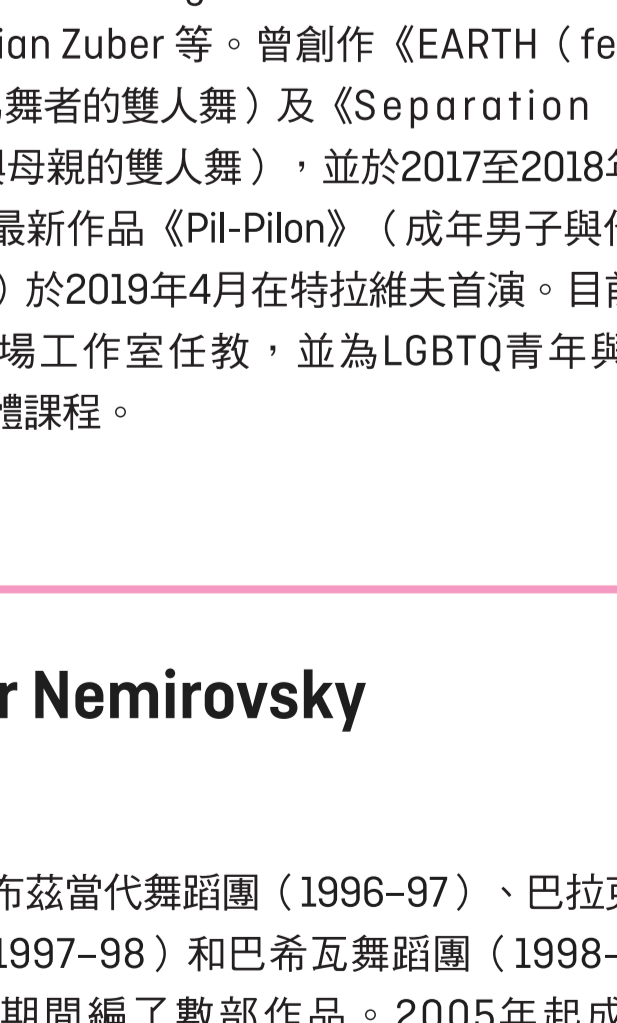 ian Zuber 等。曾創作《EARTH（fe
舞者的雙人舞）及《Separation
母親的雙人舞），並於2017至2018年
最新作品《Pil-Pilon》（成年男子與
）於2019年4月在特拉維夫首演。目前
場工作室任教，並為LGBTQ青年與
體課程。
r Nemirovsky
布茲當代舞蹈團（1996–97）、巴拉
1997–98）和巴希瓦舞蹈團（1998–
期間編了數部作品。2005年起成